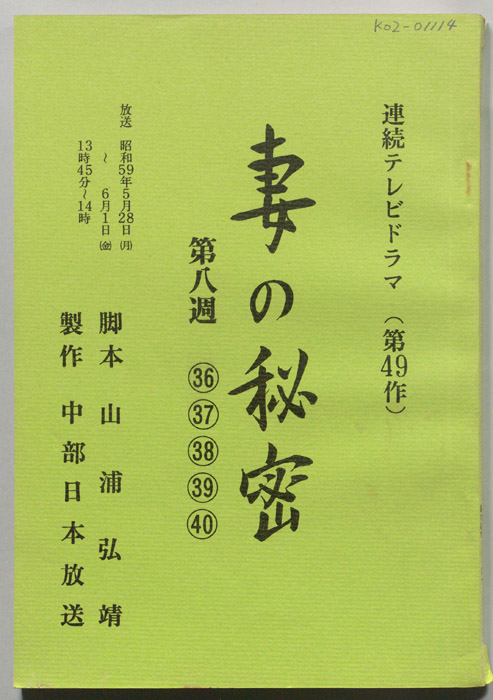 K02-01114
連続テレビドラマ(第49作)
妻の秘密
第八週 ㊱㊲㊳㊴㊵
放送 昭和59年5月28日(月)
～ 6月1日(金)
13時45分～14時
脚本 山浦弘靖
製作 中部日本放送